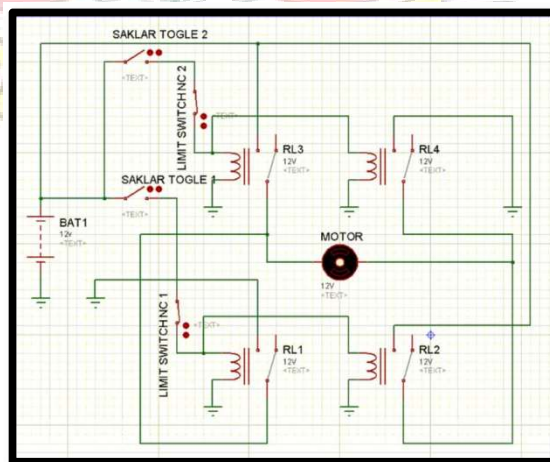 SAKLAR TOGLE 2
<TEXT>
LIMIT SWITCH NC 2
<TEXT>
RL3
12V
<TEXT>
RL4
12V
<TEXT>
SAKLAR TOGLE 1
<TEXT>
BAT1
12v
<TEXT>
MOTOR
12V
<TEXT>
LIMIT SWITCH NC 1
<TEXT>
RL1
12V
<TEXT>
RL2
12V
<TEXT>